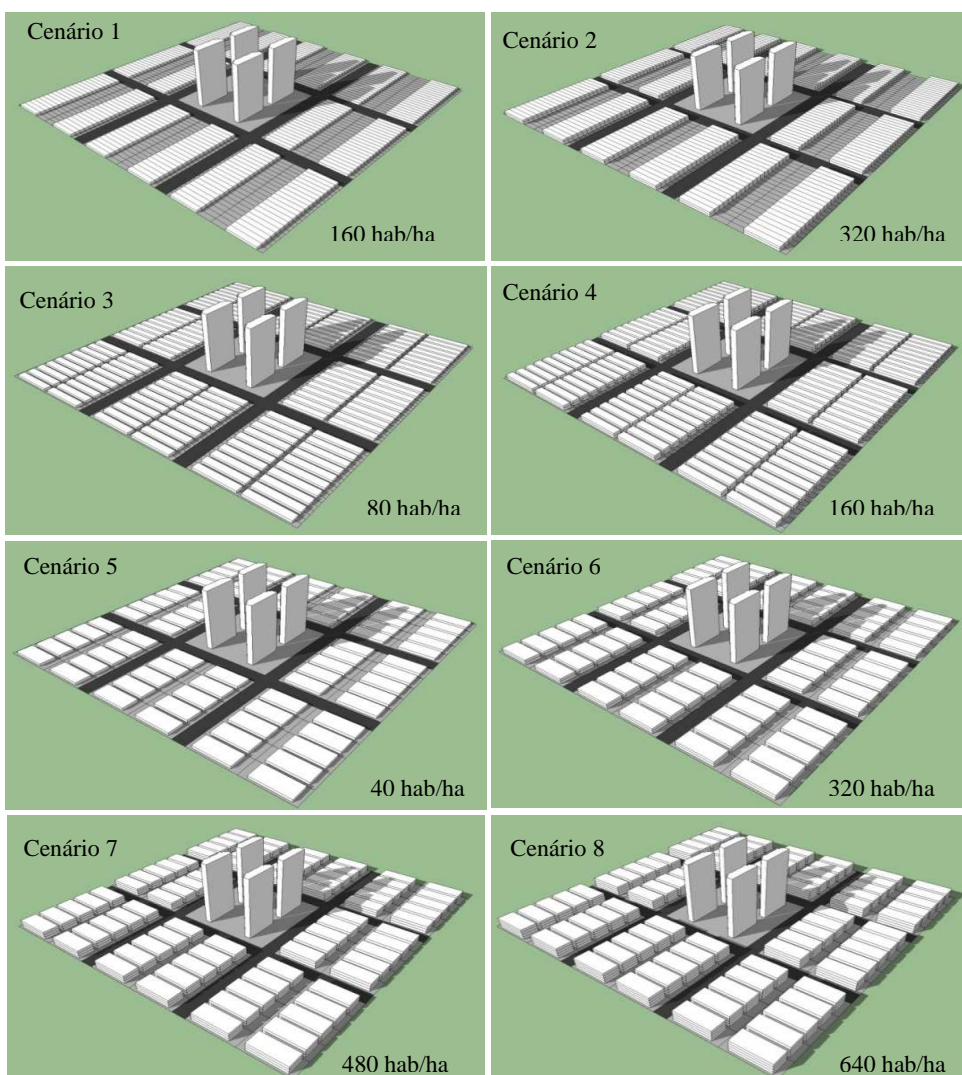 Cenário 1
160 hab/ha
Cenário 2
320 hab/ha
Cenário 3
80 hab/ha
Cenário 4
160 hab/ha
Cenário 5
40 hab/ha
Cenário 6
320 hab/ha
Cenário 7
480 hab/ha
Cenário 8
640 hab/ha